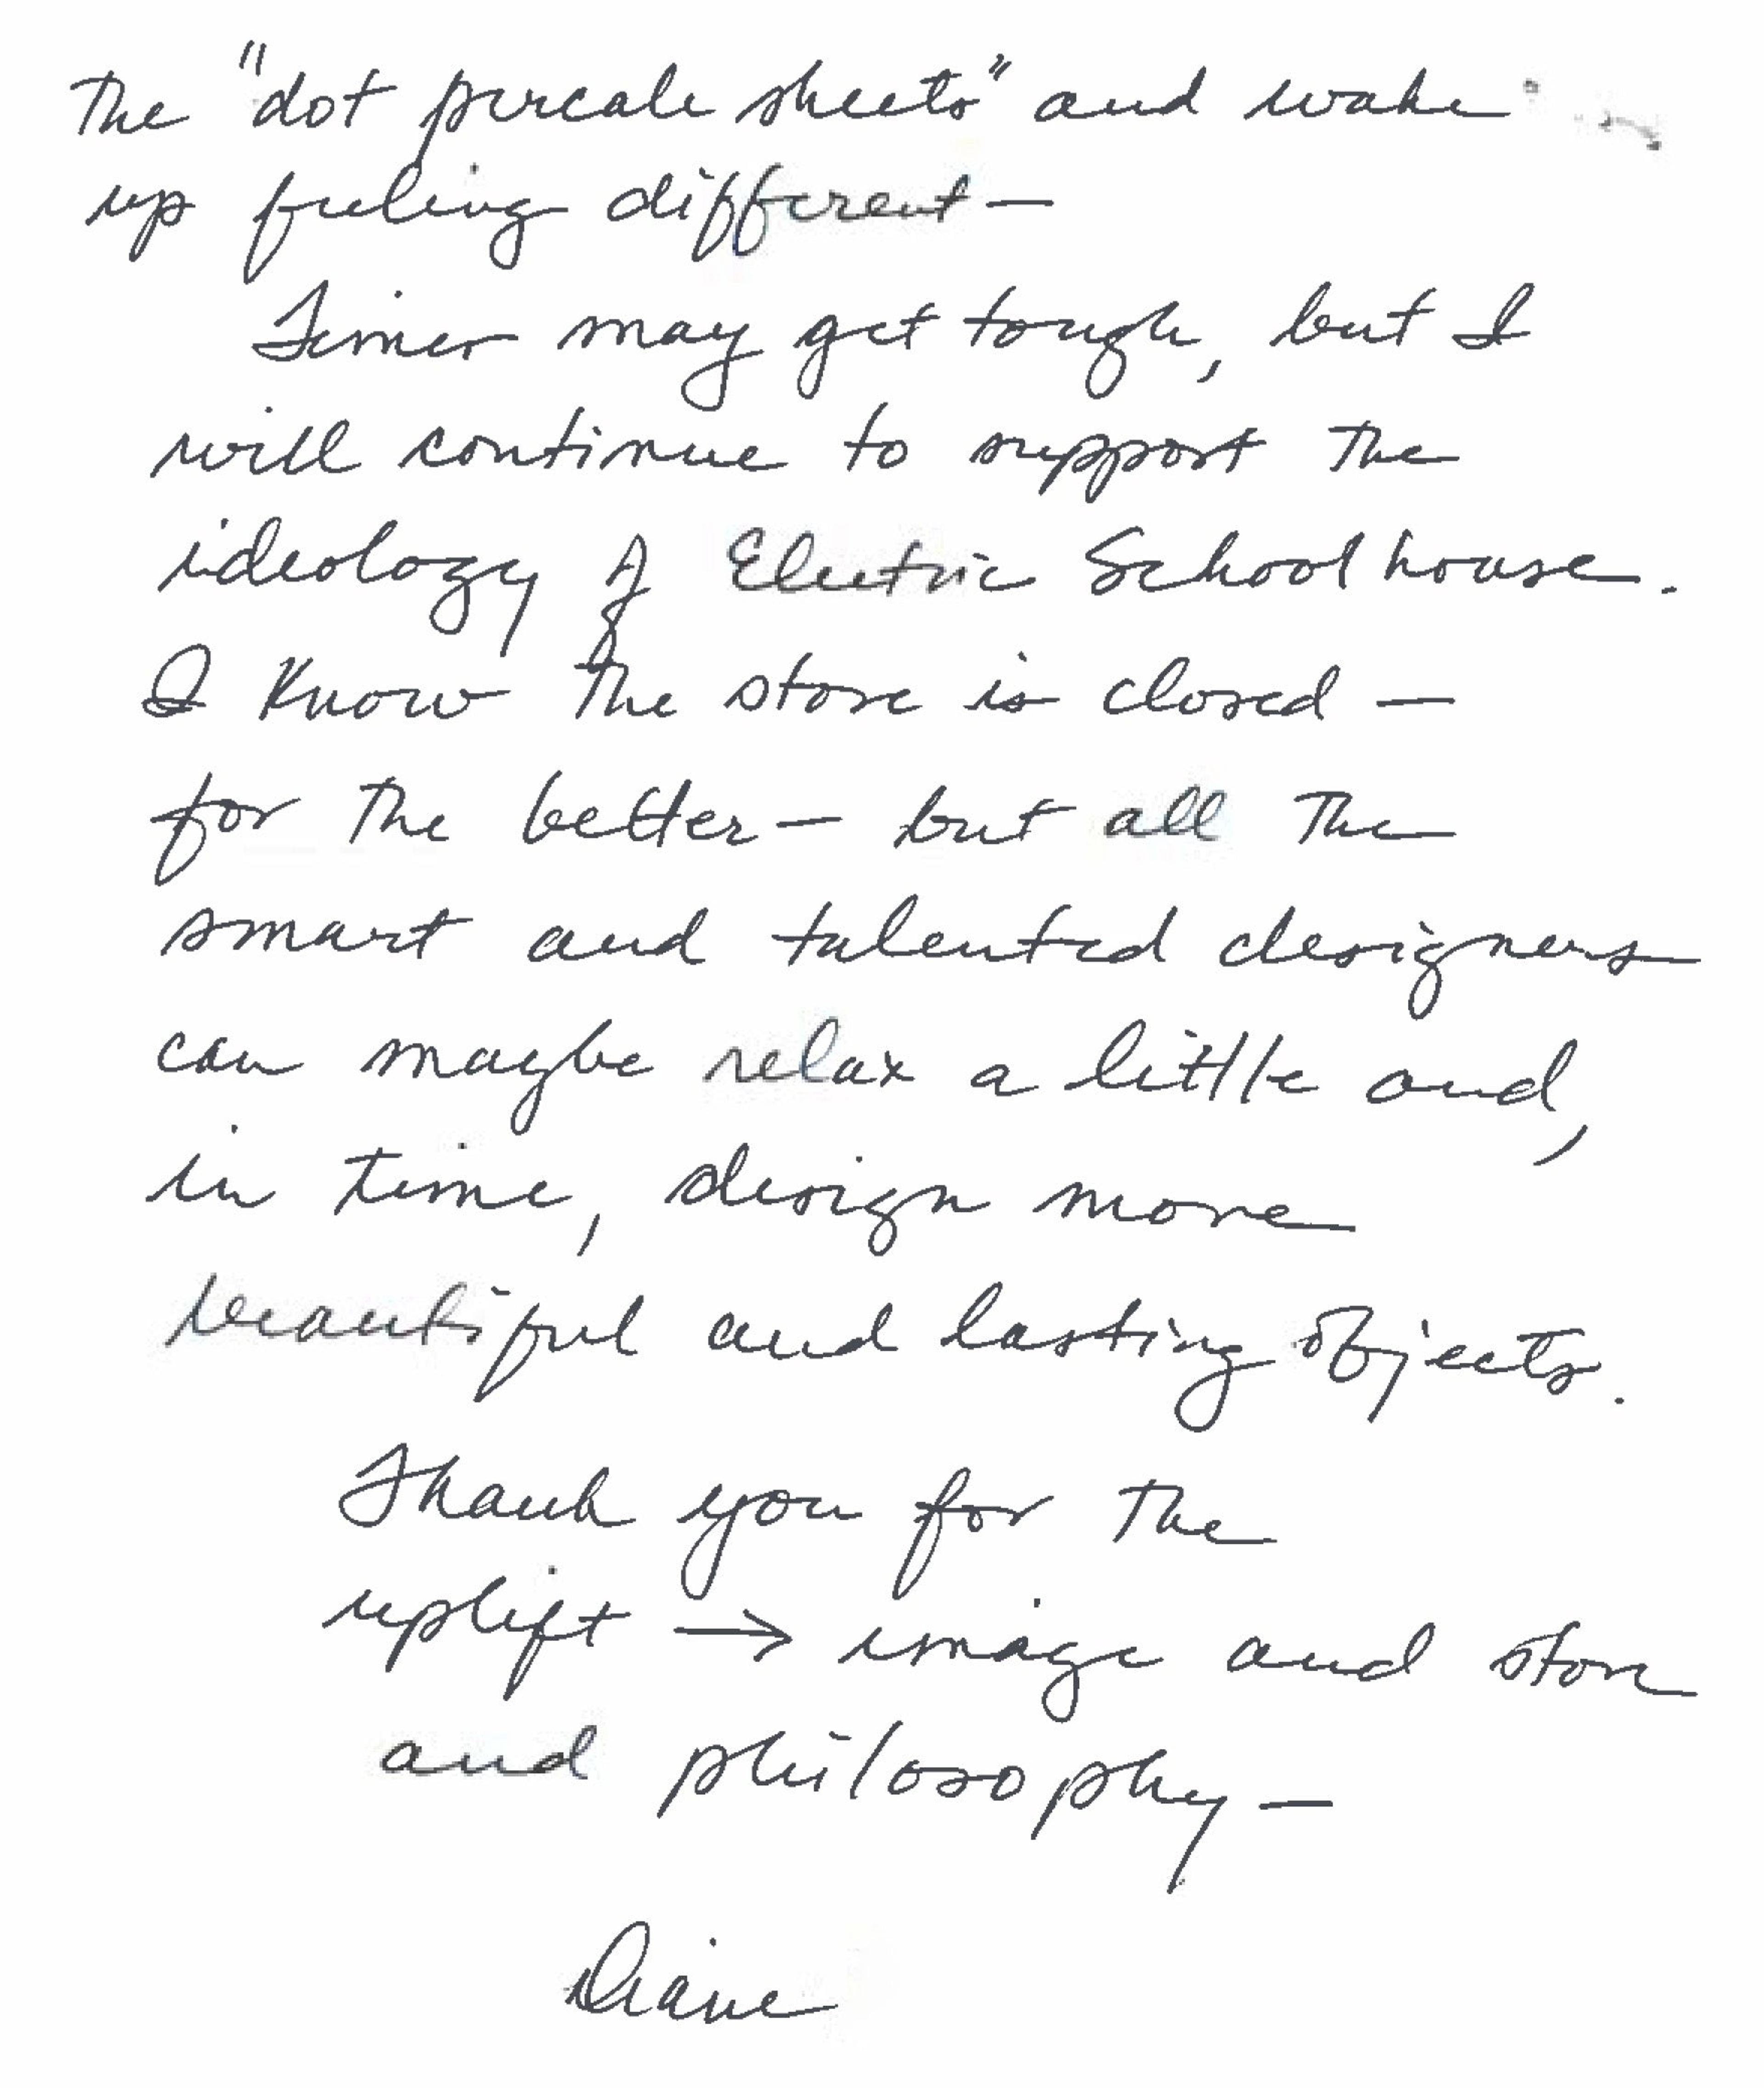 The "dot percale sheets" and wake
up feeling different —
Times may get tough, but I
will continue to support the
ideology of Electric Schoolhouse.
I Know the store is closed —
for the better — but all the
smart and talented designers
can maybe relax a little and,
in time, design more
beautiful and lasting objects.
Thank you for the
uplift → image and store
and philosophy —
Diane